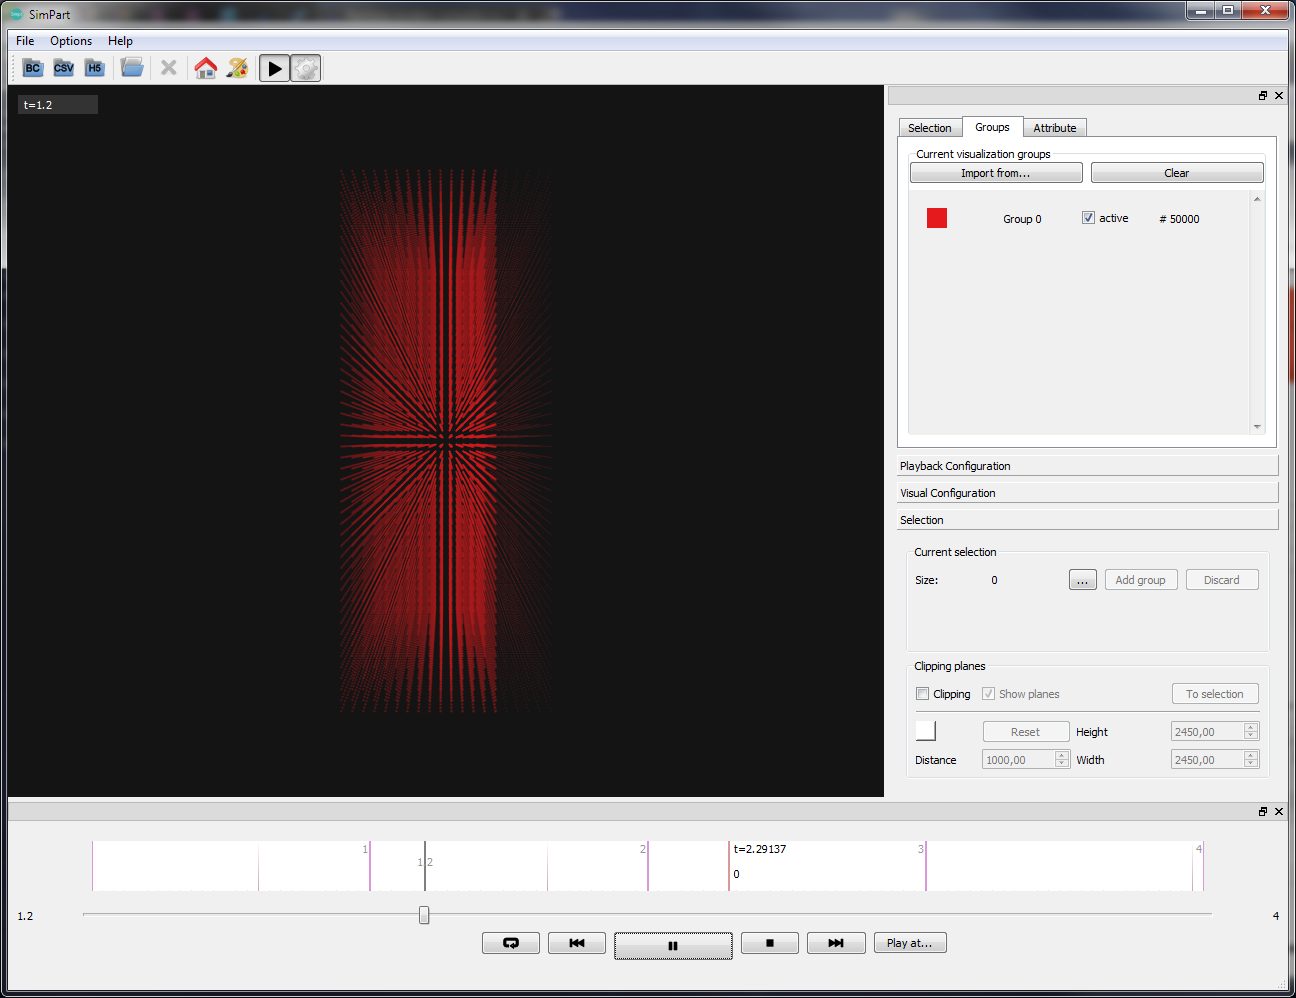 SimPart
File Options Help
BC CSV H5
t=1.2
Selection Groups Attribute
Current visualization groups
Import from... Clear
Group 0 active # 50000
Playback Configuration
Visual Configuration
Selection
Current selection
Size: 0 ... Add group Discard
Clipping planes
Clipping Show planes To selection
Reset Height 2450,00
Distance 1000,00 Width 2450,00
1 2 t=2.29137 3 4
1.2
0
1.2 4
Play at...